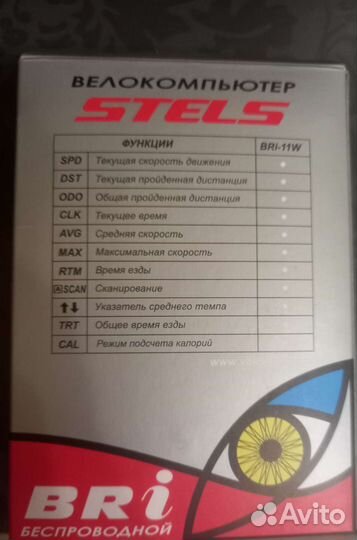 ВЕЛОКОМПЬЮТЕР
STELS
ФУНКЦИИ BRI-11W
SPD Текущая скорость движения
DST Текущая пройденная дистанция
ODO Общая пройденная дистанция
CLK Текущее время
AVG Средняя скорость
MAX Максимальная скорость
RTM Время езды
SCAN Сканирование
Указатель среднего темпа
TRT Общее время езды
CAL Режим подсчета калорий
BRi
БЕСПРОВОДНОЙ
Avito